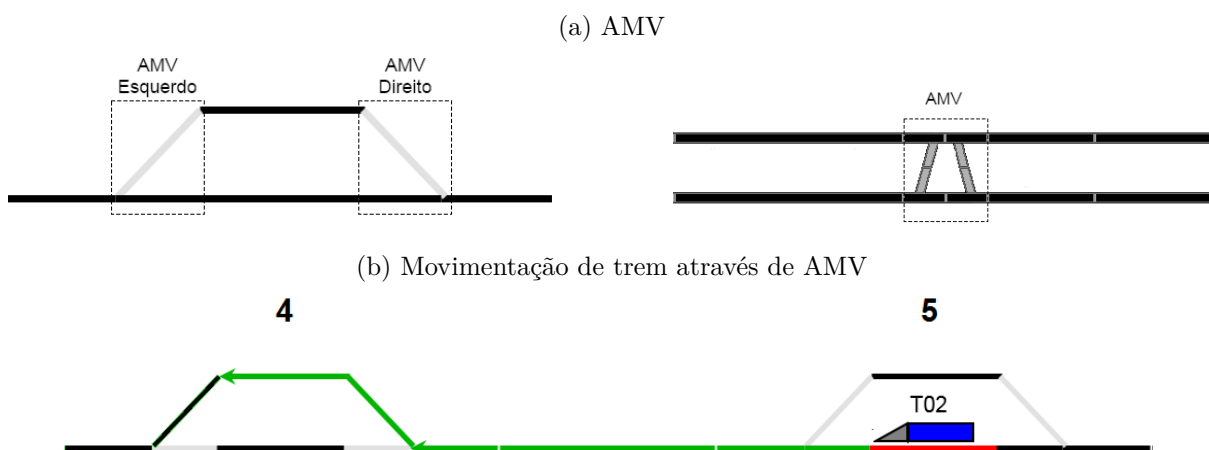 (a) AMV
AMV
Esquerdo
AMV
Direito
AMV
(b) Movimentação de trem através de AMV
4
5
T02